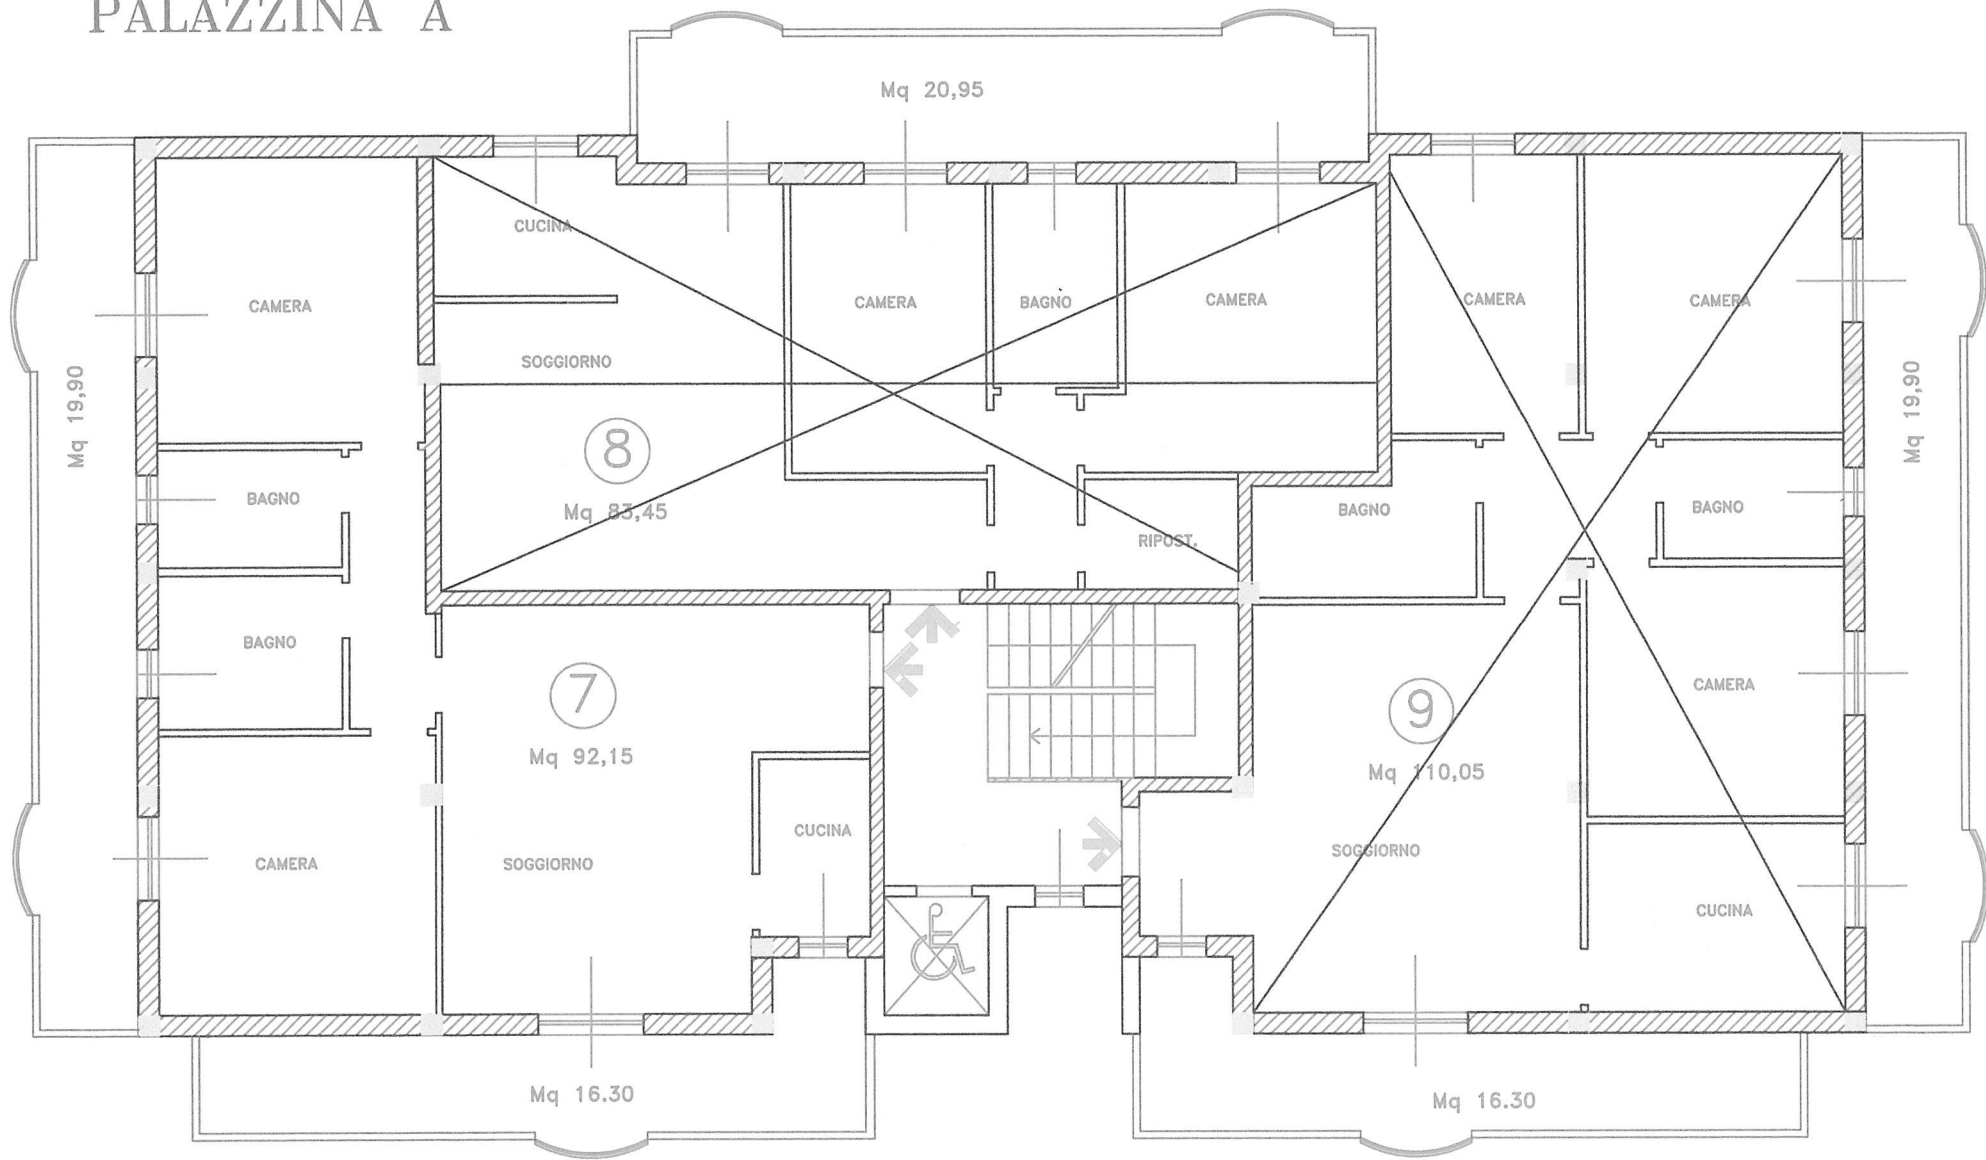 PALAZZINA A
Mq 20,95
CUCINA
CAMERA
CAMERA
BAGNO
CAMERA
CAMERA
CAMERA
SOGGIORNO
Mq 19,90
Mq 19,90
8
Mq 83,45
BAGNO
RIPOST.
BAGNO
BAGNO
BAGNO
7
Mq 92,15
9
Mq 110,05
CAMERA
CUCINA
SOGGIORNO
CAMERA
SOGGIORNO
CUCINA
Mq 16.30
Mq 16.30